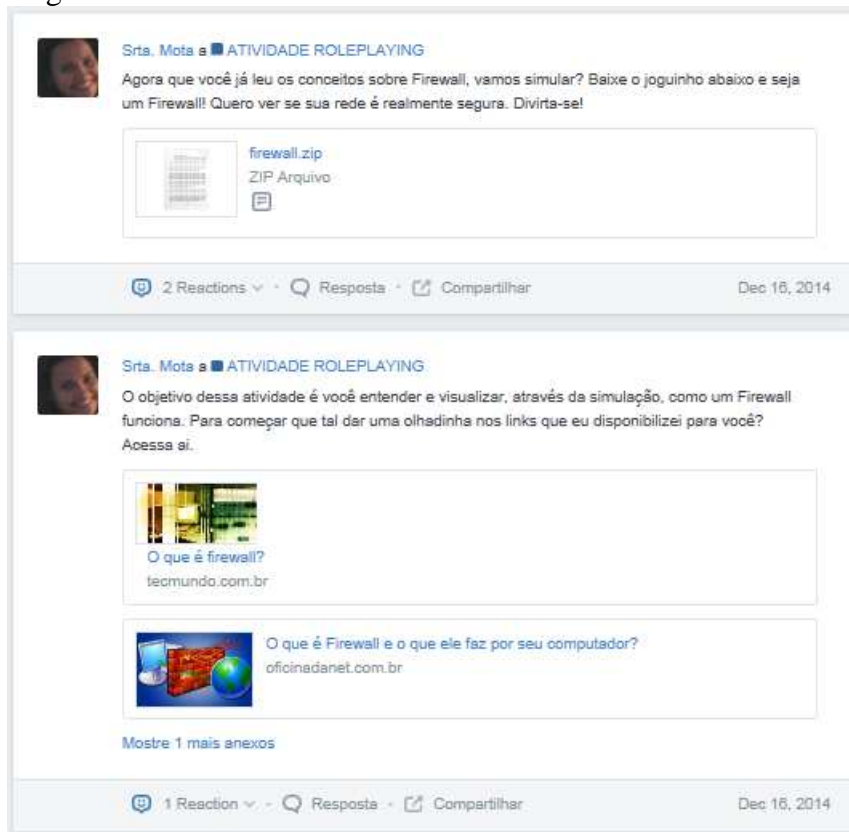 Srta. Mota a ATIVIDADE ROLEPLAYING
Agora que você já leu os conceitos sobre Firewall, vamos simular? Baixe o joguinho abaixo e seja
um Firewall! Quero ver se sua rede é realmente segura. Divirta-se!
firewall.zip
ZIP Arquivo
2 Reactions · Resposta · Compartilhar Dec 16, 2014
Srta. Mota a ATIVIDADE ROLEPLAYING
O objetivo dessa atividade é você entender e visualizar, através da simulação, como um Firewall
funciona. Para começar que tal dar uma olhadinha nos links que eu disponibilizei para você?
Acessa aí.
O que é firewall?
tecmundo.com.br
O que é Firewall e o que ele faz por seu computador?
oficinadanet.com.br
Mostre 1 mais anexos
1 Reaction · Resposta · Compartilhar Dec 16, 2014